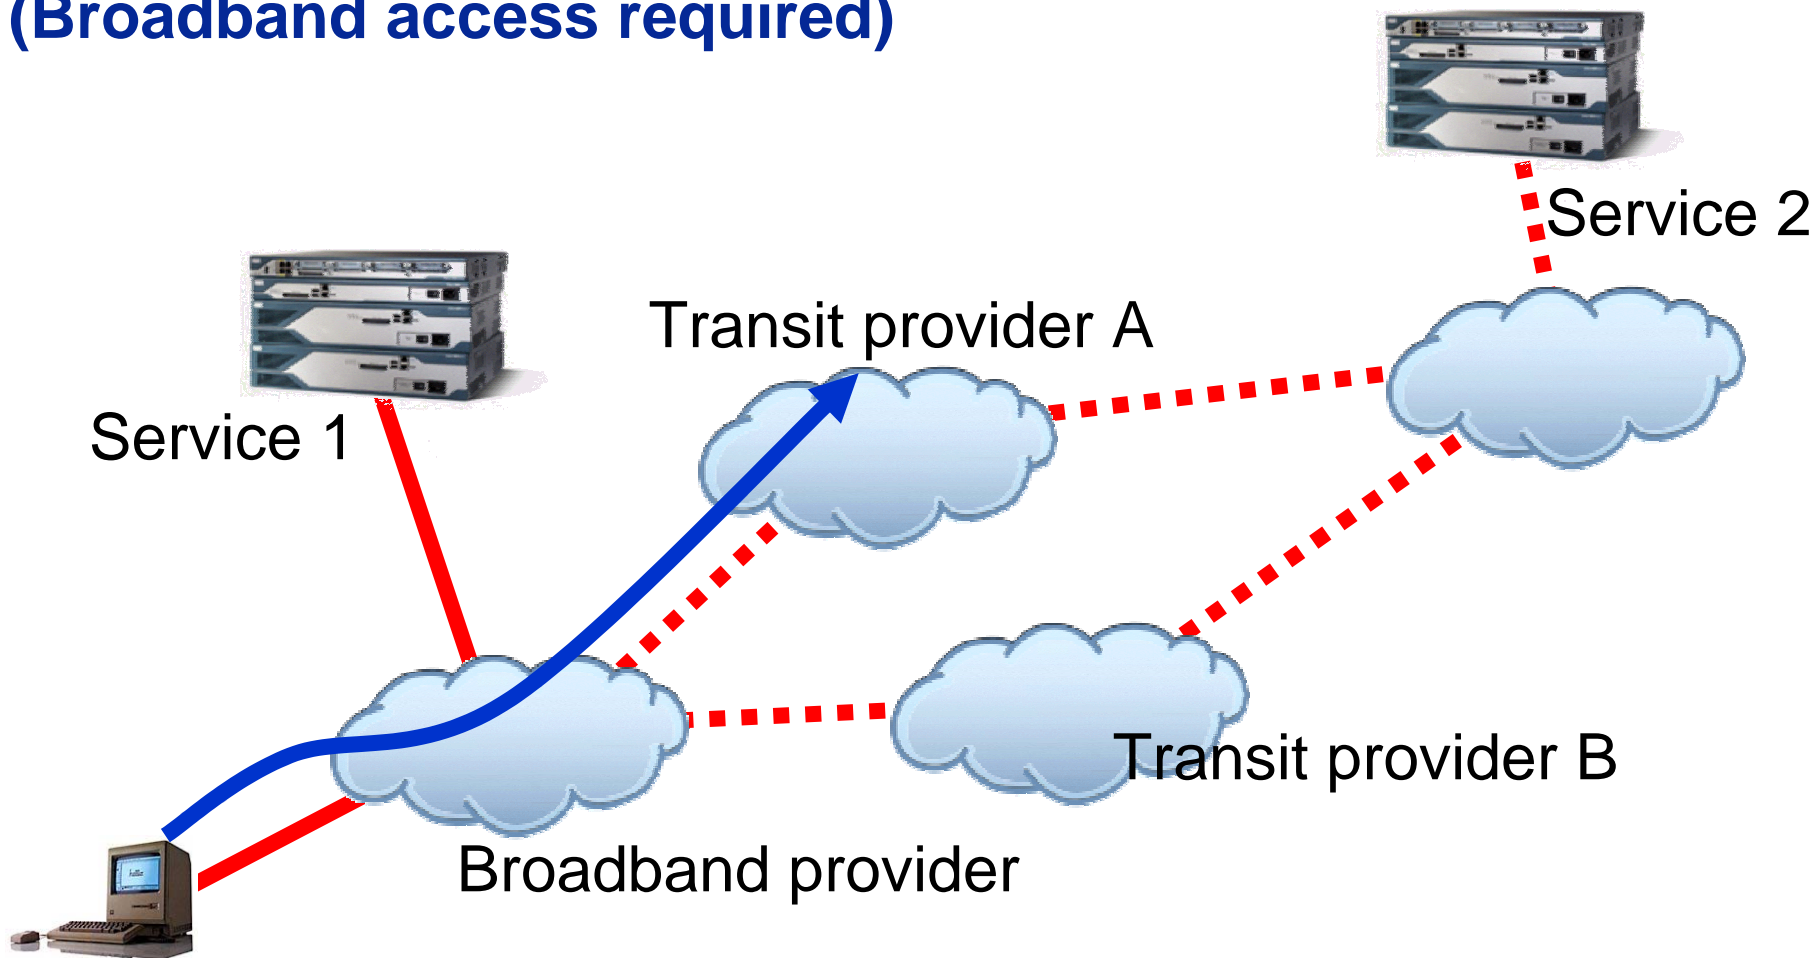 (Broadband access required)
Service 2
Transit provider A
Service 1
Transit provider B
Broadband provider